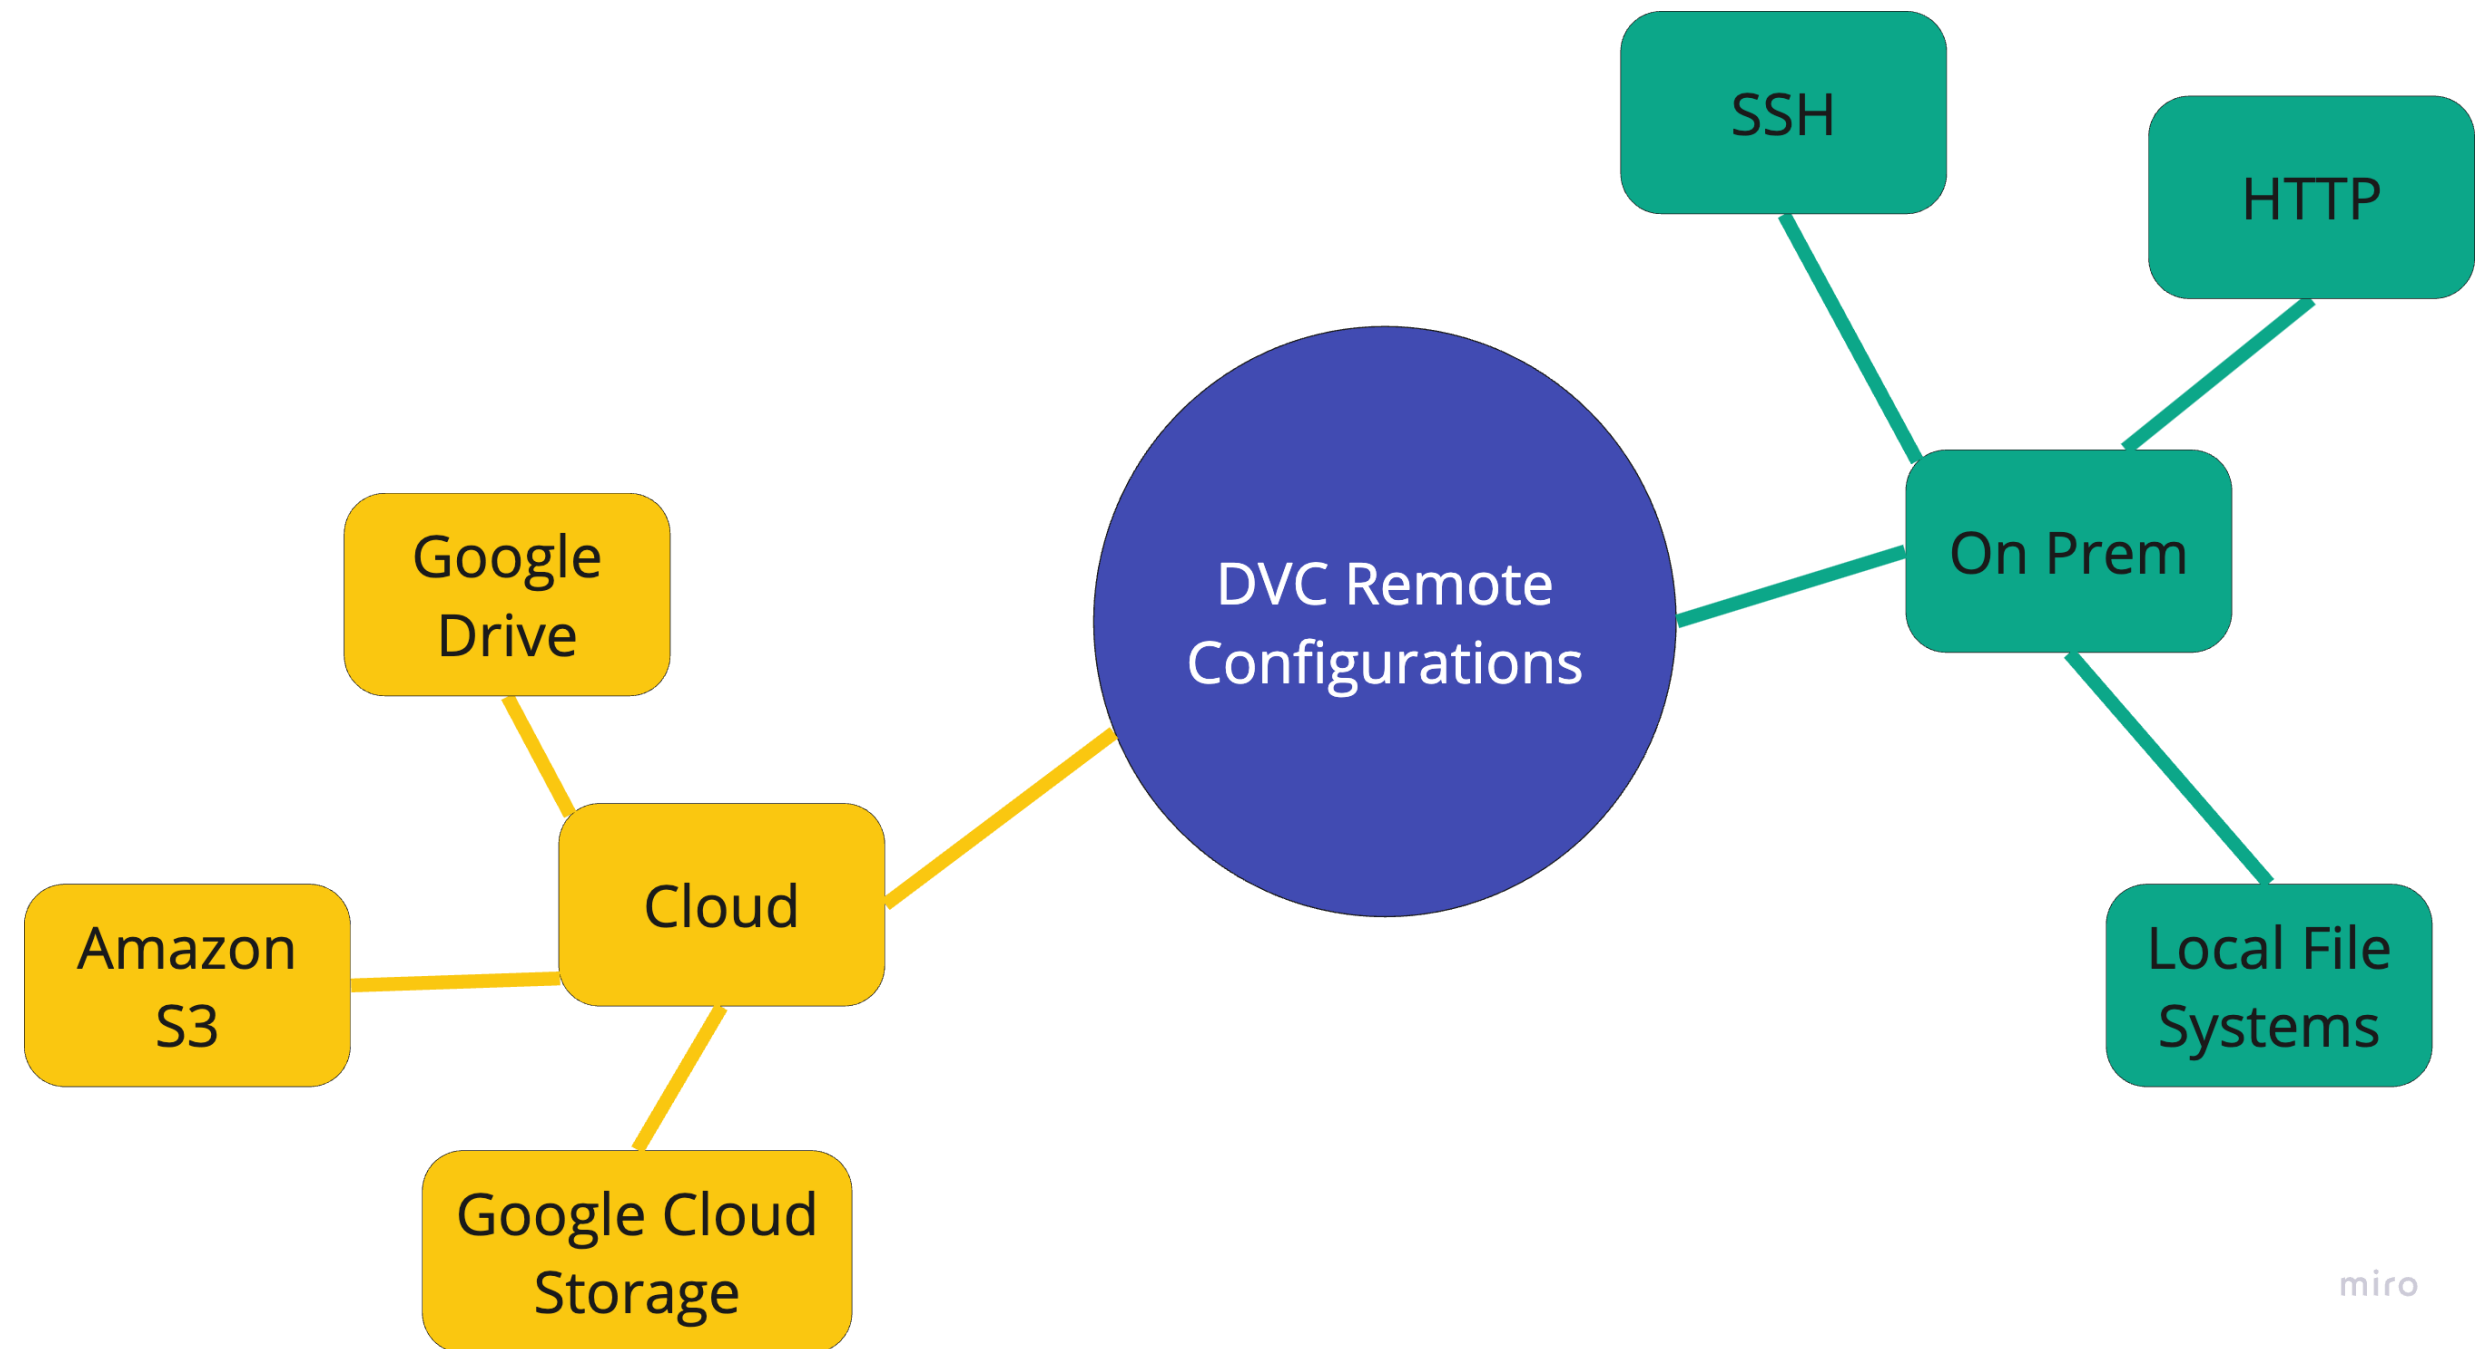 SSH
HTTP
On Prem
Google
Drive
DVC Remote
Configurations
Cloud
Amazon
S3
Local File
Systems
Google Cloud
Storage
miro